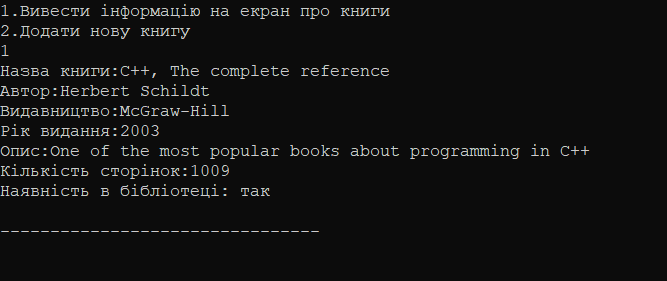 1.Вивести інформацію на екран про книги
2.Додати нову книгу
1
Назва книги:C++, The complete reference
Автор:Herbert Schildt
Видавництво:McGraw-Hill
Рік видання:2003
Опис:One of the most popular books about programming in C++
Кількість сторінок:1009
Наявність в бібліотеці: так
--------------------------------